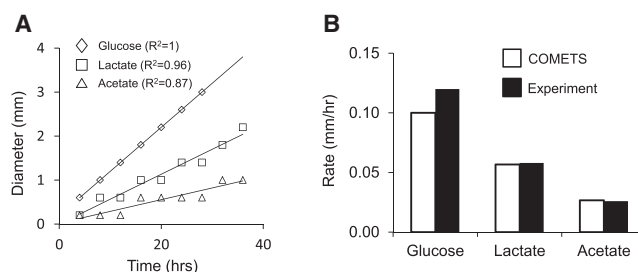 A
Glucose (R²=1)
Lactate (R²=0.96)
Acetate (R²=0.87)
4
3
2
1
0
Diameter (mm)
0 20 40
Time (hrs)
B
COMETS
Experiment
0.15
0.10
0.05
0.00
Rate (mm/hr)
Glucose Lactate Acetate